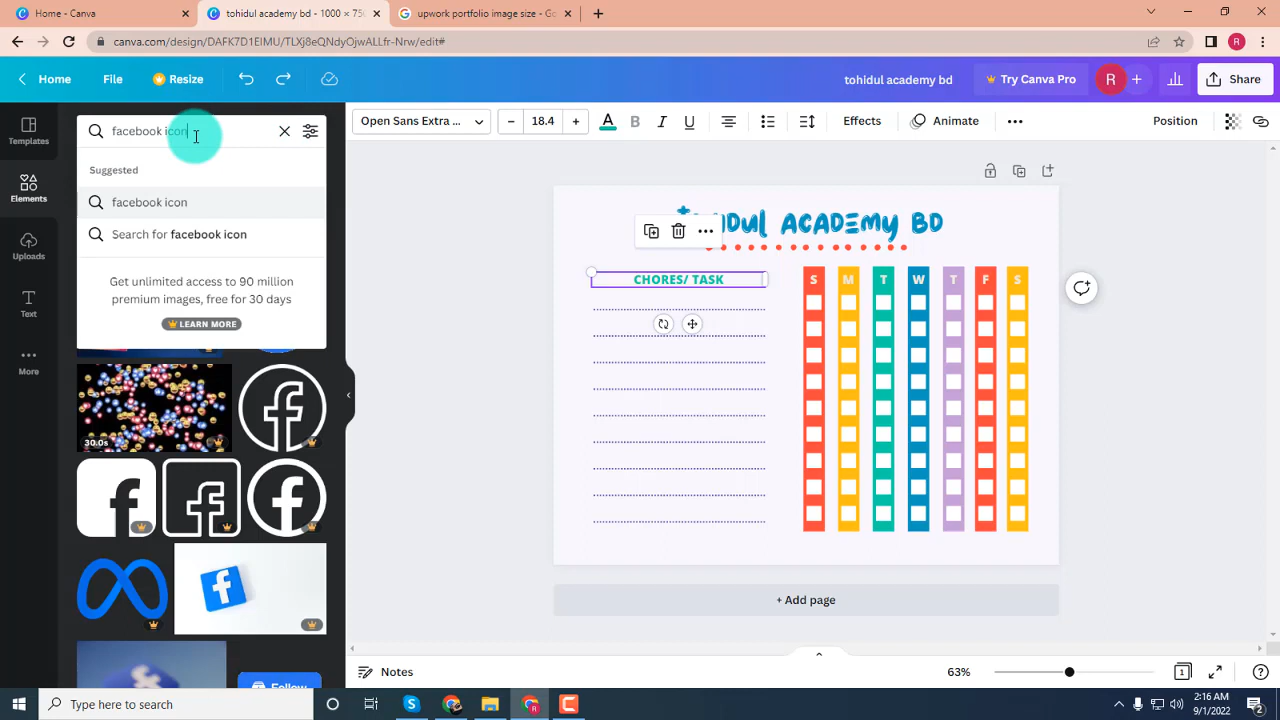 Home - Canva
tohidul academy bd - 1000 × 75
upwork portfolio image size - Go
canva.com/design/DAFK7D1EIMU/TLXj8eQNdyOjwALLfr-Nrw/edit#
R
Home
File
Resize
tohidul academy bd
Try Canva Pro
R
Share
Templates
Elements
Uploads
Text
More
facebook icon
Suggested
facebook icon
Search for facebook icon
Get unlimited access to 90 million
premium images, free for 30 days
LEARN MORE
30.0s
Follow
Open Sans Extra ...
18.4
A
B
I
U
Effects
Animate
Position
ACADEMY BD
CHORES/ TASK
S M T W T F S
+ Add page
Notes
63%
1
Type here to search
2:16 AM
9/1/2022
2